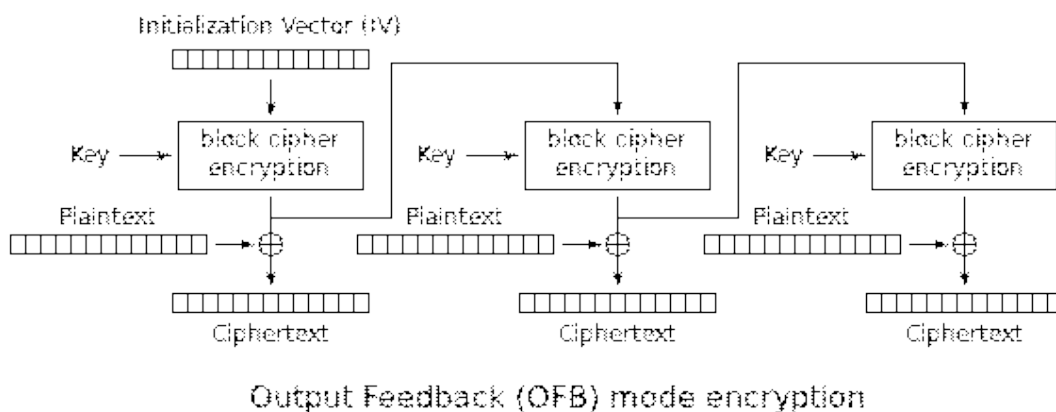 Initialization Vector (IV)
Key
block cipher
encryption
Key
block cipher
encryption
Key
block cipher
encryption
Plaintext
Plaintext
Plaintext
Ciphertext
Ciphertext
Ciphertext
Output Feedback (OFB) mode encryption